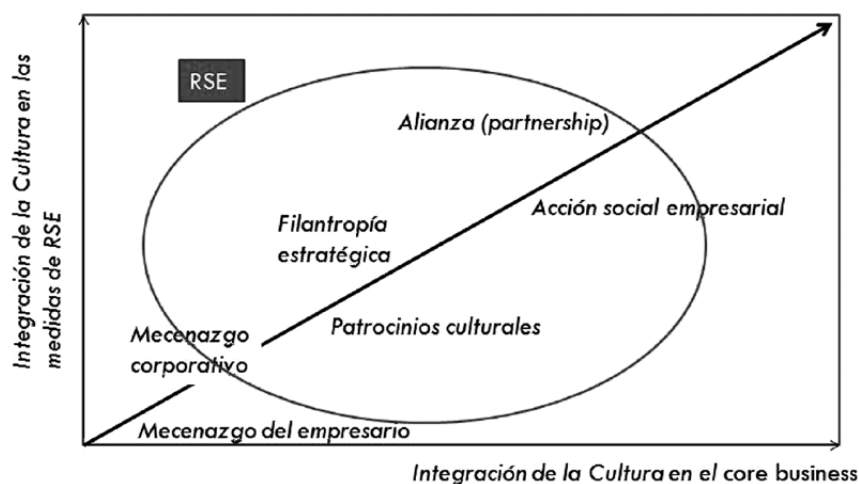 Integración de la Cultura en las
medidas de RSE
RSE
Alianza (partnership)
Acción social empresarial
Filantropía
estratégica
Patrocinios culturales
Mecenazgo
corporativo
Mecenazgo del empresario
Integración de la Cultura en el core business